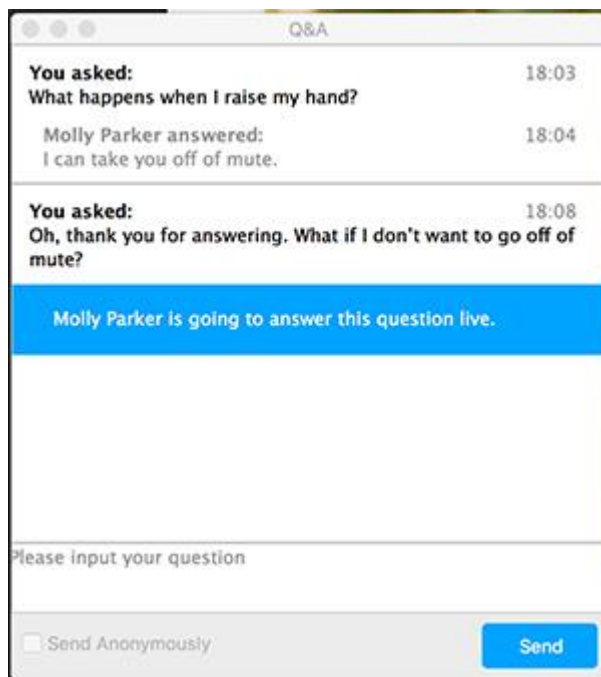 Q&A
You asked: 18:03
What happens when I raise my hand?
Molly Parker answered: 18:04
I can take you off of mute.
You asked: 18:08
Oh, thank you for answering. What if I don't want to go off of
mute?
Molly Parker is going to answer this question live.
Please input your question
Send Anonymously
Send